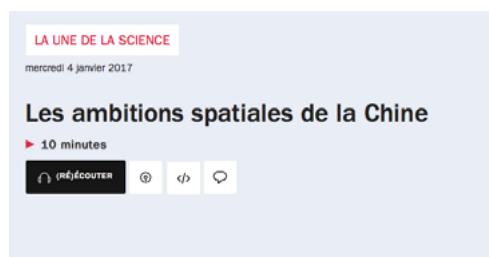 LA UNE DE LA SCIENCE
mercredi 4 janvier 2017
Les ambitions spatiales de la Chine
10 minutes
(RÉ)ÉCOUTER